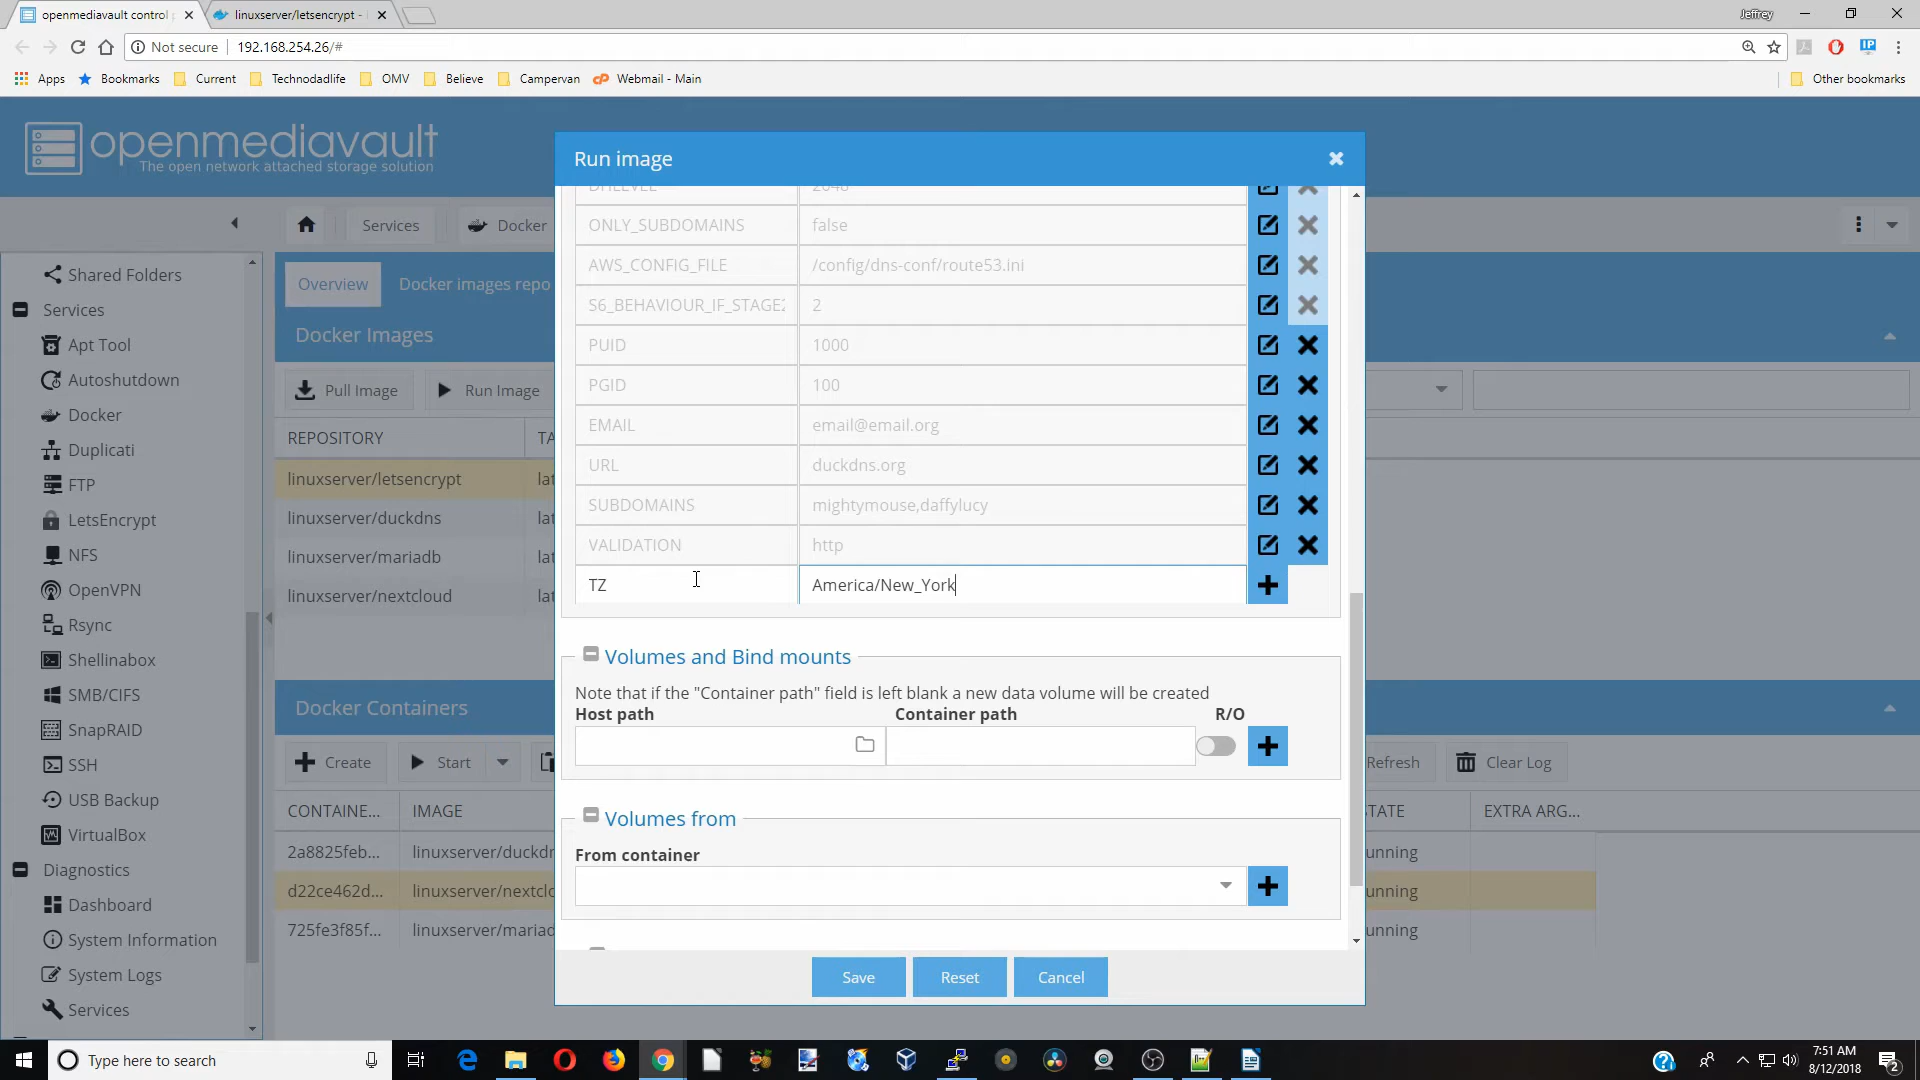 openmediavault control
linuxserver/letsencrypt -
Jeffrey
Not secure
192.168.254.26/#
Apps
Bookmarks
Current
Technodadlife
OMV
Believe
Campervan
Webmail - Main
Other bookmarks
openmediavault
The open network attached storage solution
Services
Docker
Shared Folders
Services
Apt Tool
Autoshutdown
Docker
Duplicati
FTP
LetsEncrypt
NFS
OpenVPN
Rsync
Shellinabox
SMB/CIFS
SnapRAID
SSH
USB Backup
VirtualBox
Diagnostics
Dashboard
System Information
System Logs
Services
Overview
Docker images repo
Docker Images
Pull Image
Run Image
REPOSITORY
TA
linuxserver/letsencrypt
lat
linuxserver/duckdns
lat
linuxserver/mariadb
lat
linuxserver/nextcloud
lat
Docker Containers
Create
Start
Refresh
Clear Log
CONTAINE...
IMAGE
TATE
EXTRA ARG...
2a8825feb...
linuxserver/duckdn
unning
d22ce462d...
linuxserver/nextclo
unning
725fe3f85f...
linuxserver/mariad
unning
Run image
DHLEVEL
2048
ONLY_SUBDOMAINS
false
AWS_CONFIG_FILE
/config/dns-conf/route53.ini
S6_BEHAVIOUR_IF_STAGE2
2
PUID
1000
PGID
100
EMAIL
email@email.org
URL
duckdns.org
SUBDOMAINS
mightymouse,daffylucy
VALIDATION
http
TZ
America/New_York
Volumes and Bind mounts
Note that if the "Container path" field is left blank a new data volume will be created
Host path
Container path
R/O
Volumes from
From container
Save
Reset
Cancel
Type here to search
7:51 AM
8/12/2018
2